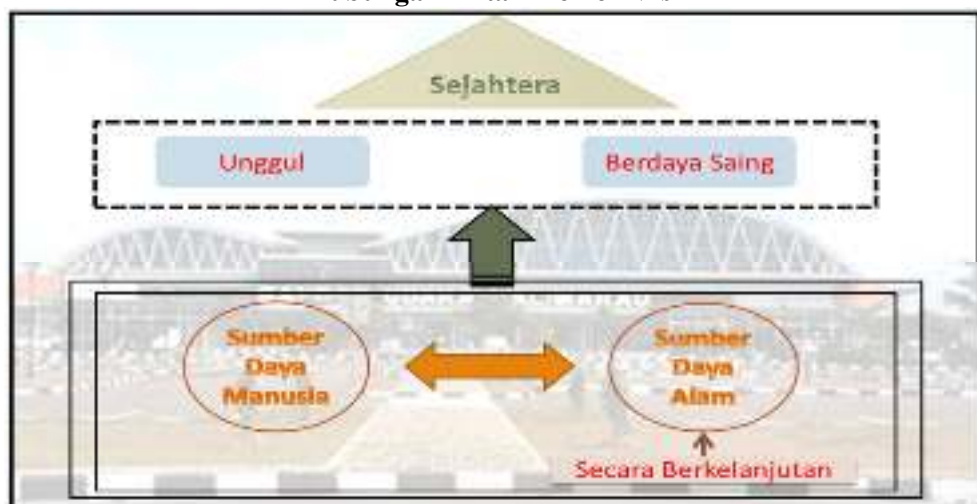 Sejahtera
Unggul
Berdaya Saing
Sumber
Daya
Manusia
Sumber
Daya
Alam
Secara Berkelanjutan